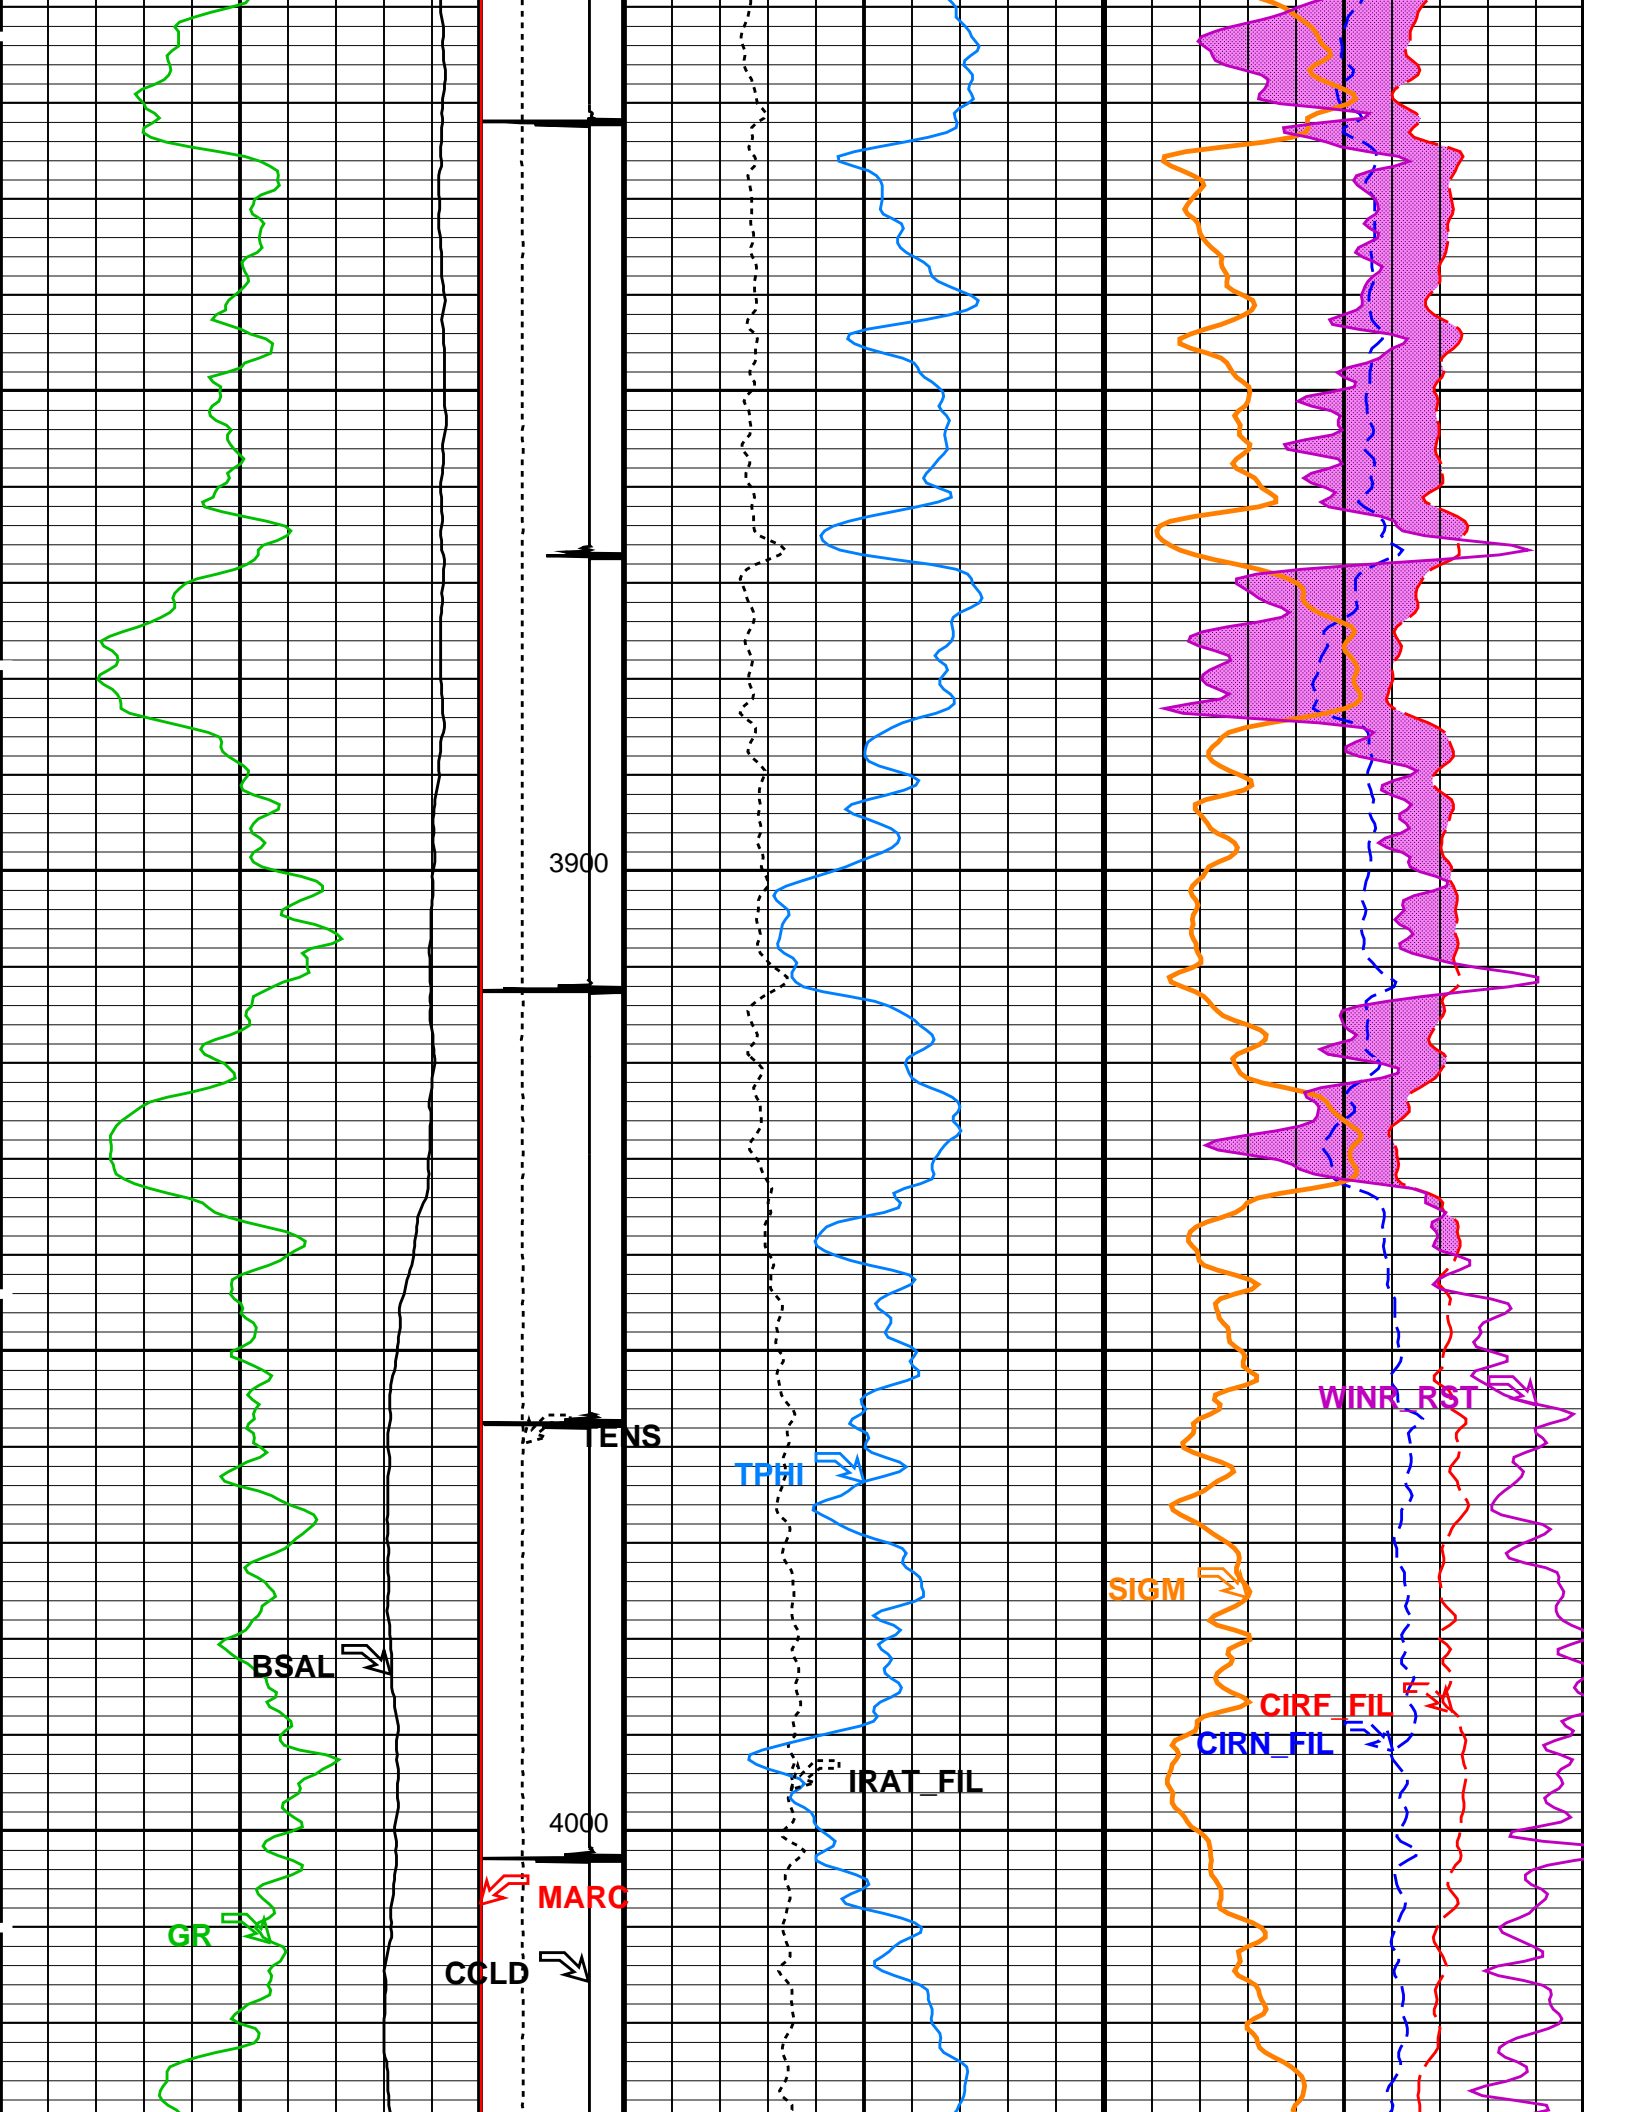 3900
WINR_RST
TENS
TPHI
SIGM
BSAL
CIRF_FIL
CIRN_FIL
IRAT_FIL
4000
MARC
GR
CCLD